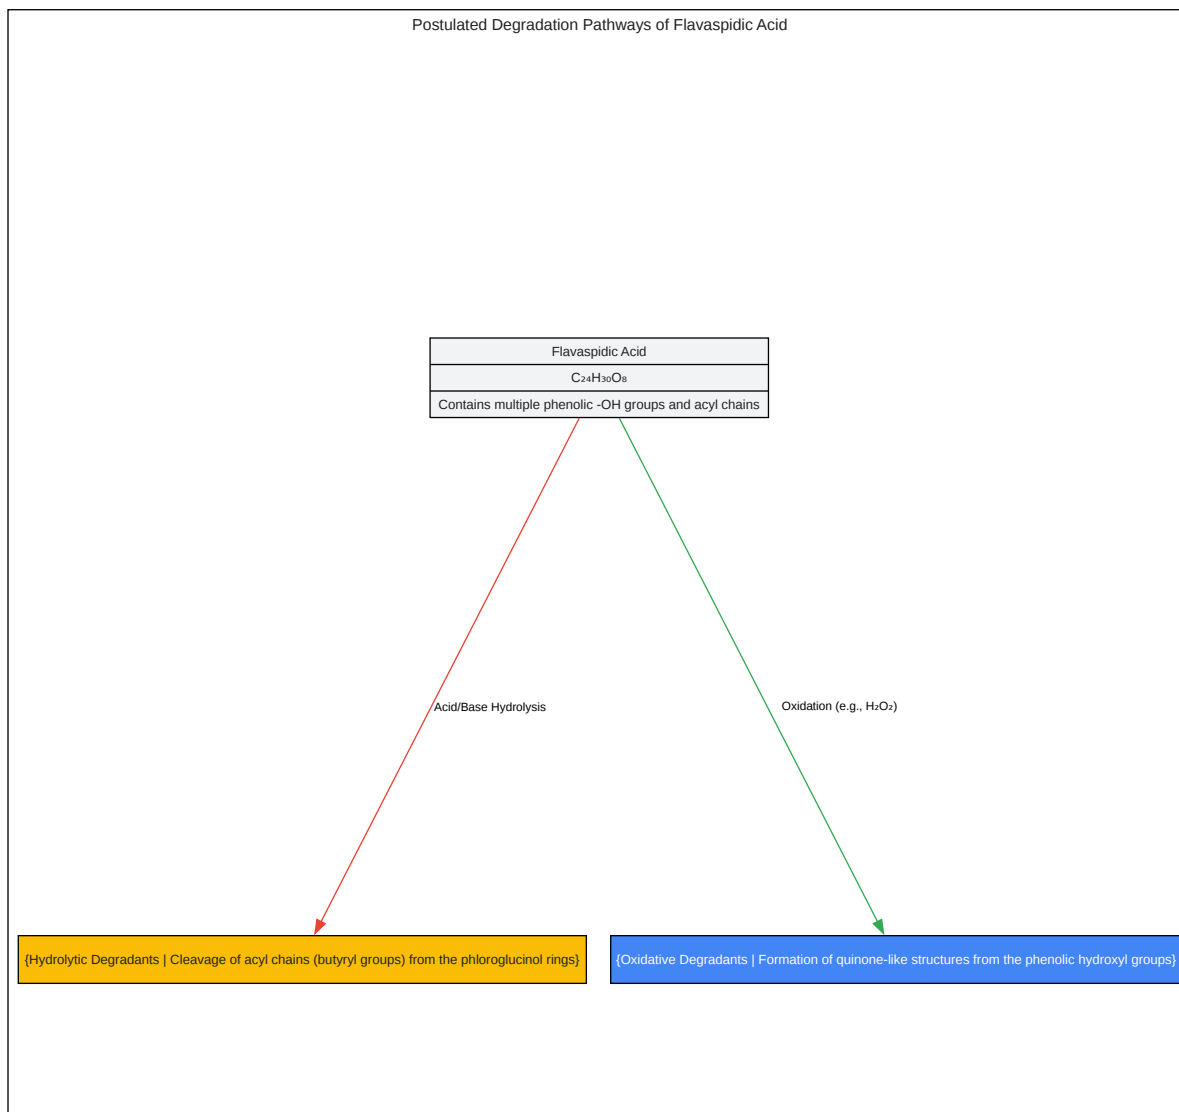 Postulated Degradation Pathways of Flavaspidic Acid
Flavaspidic Acid
C₂₄H₃₀O₈
Contains multiple phenolic -OH groups and acyl chains
Acid/Base Hydrolysis
Oxidation (e.g., H₂O₂)
{Hydrolytic Degradants | Cleavage of acyl chains (butyryl groups) from the phloroglucinol rings}
{Oxidative Degradants | Formation of quinone-like structures from the phenolic hydroxyl groups}